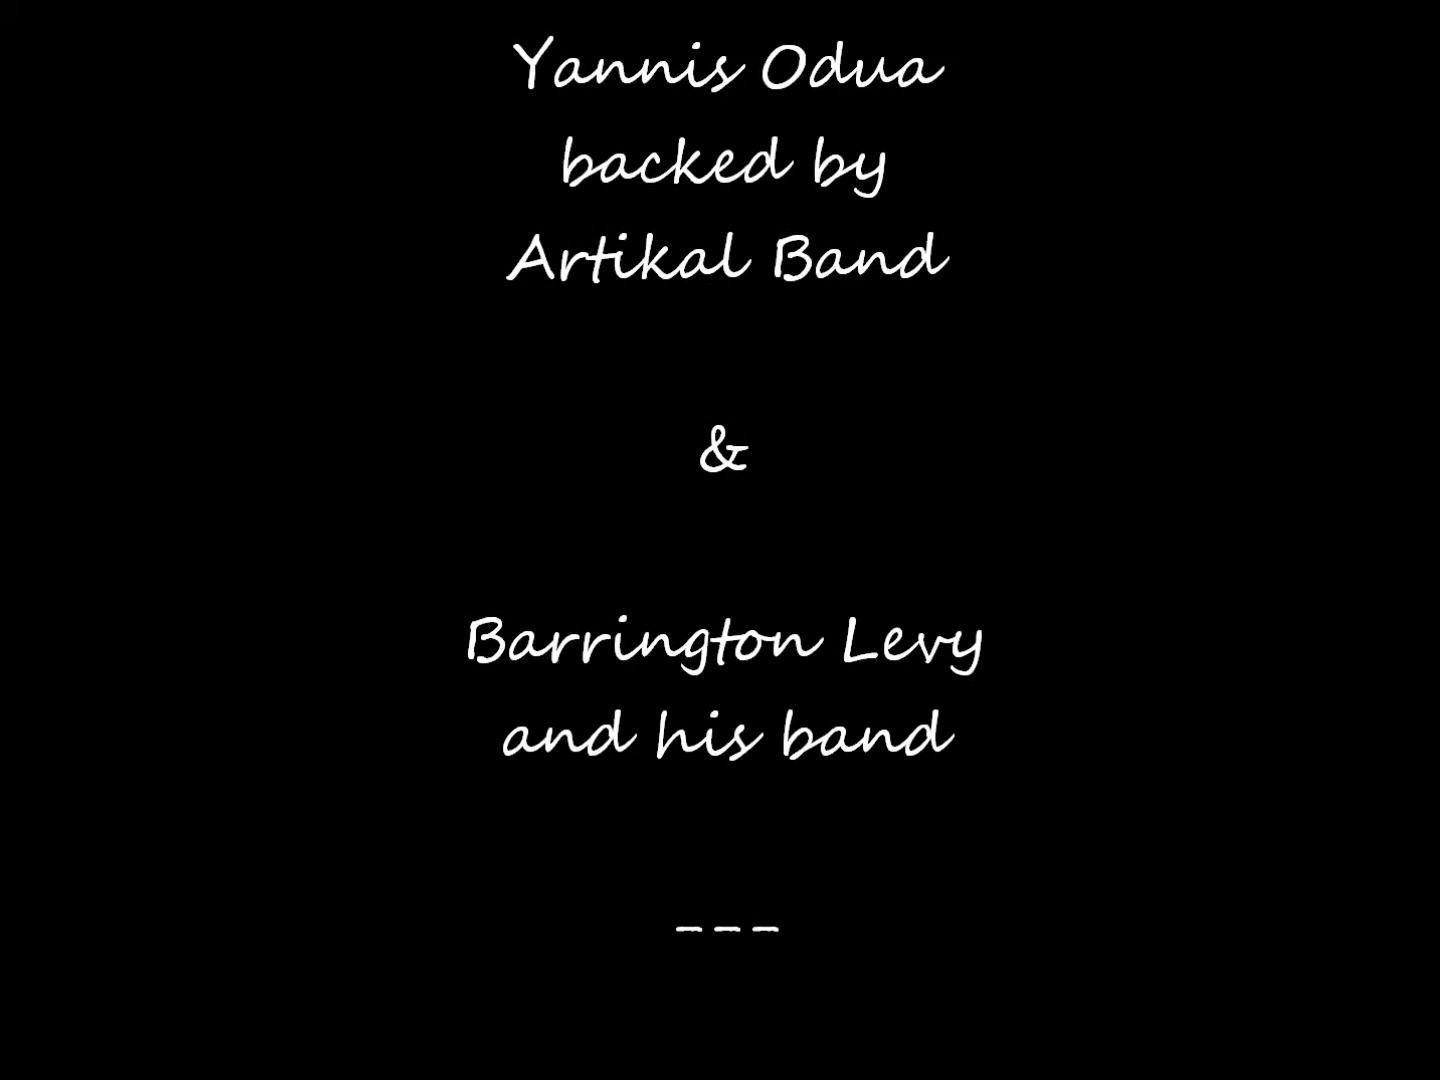 Yannis Odua
backed by
Artikal Band
&
Barrington Levy
and his band
---